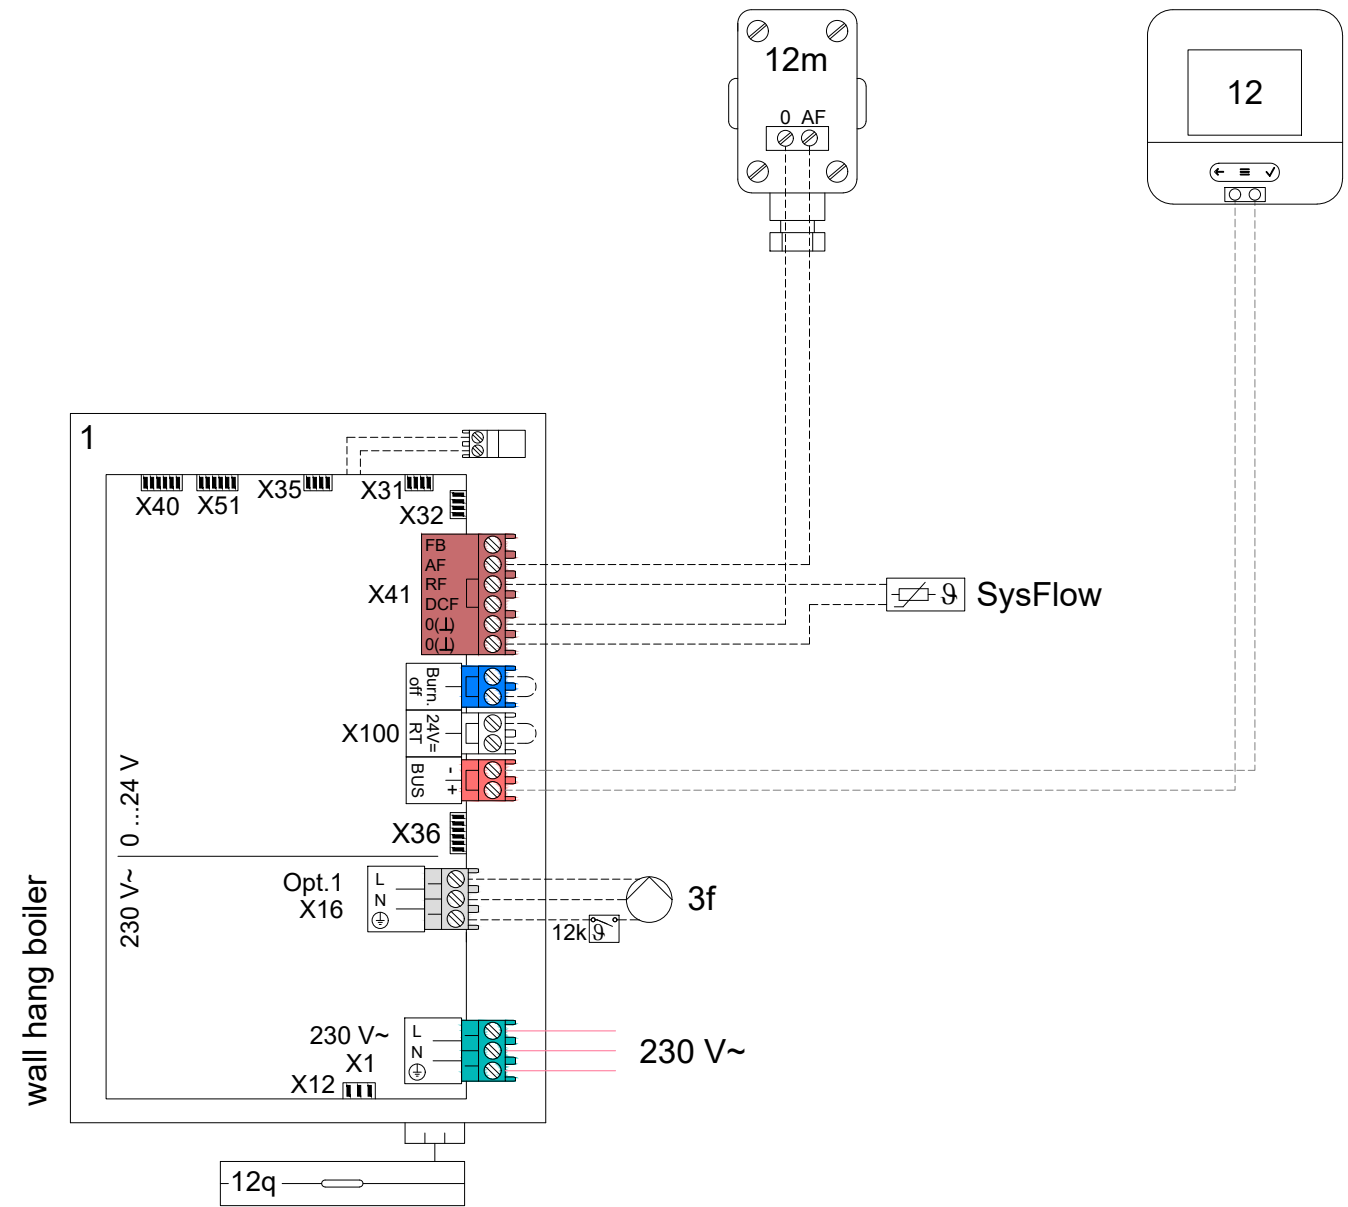 12m
0 AF
12
1
X40
X51
X35
X31
X32
FB
AF
RF
DCF
0(⊥)
0(⊥)
X41
SysFlow
Burn.
off
24V=
RT
X100
BUS
-
+
X36
0 ...24 V
230 V~
Opt.1
X16
L
N
3f
12k
ϑ
ϑ
230 V~
X1
L
N
230 V~
X12
12q
wall hang boiler